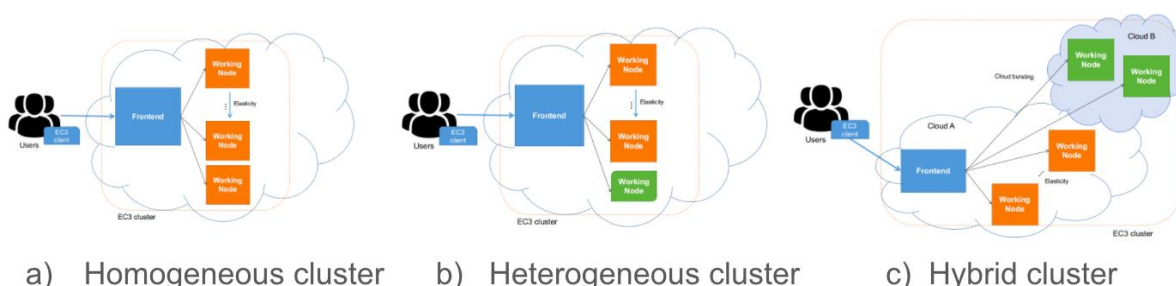 Working
Node
Elasticity
Frontend
EC3
client
Users
Working
Node
Working
Node
EC3 cluster
a) Homogeneous cluster
Working
Node
Elasticity
Frontend
EC3
client
Users
Working
Node
Working
Node
EC3 cluster
b) Heterogeneous cluster
Cloud B
Working
Node
Working
Node
Cloud bursing
Cloud A
EC3
client
Users
Frontend
Working
Node
Elasticity
Working
Node
EC3 cluster
c) Hybrid cluster